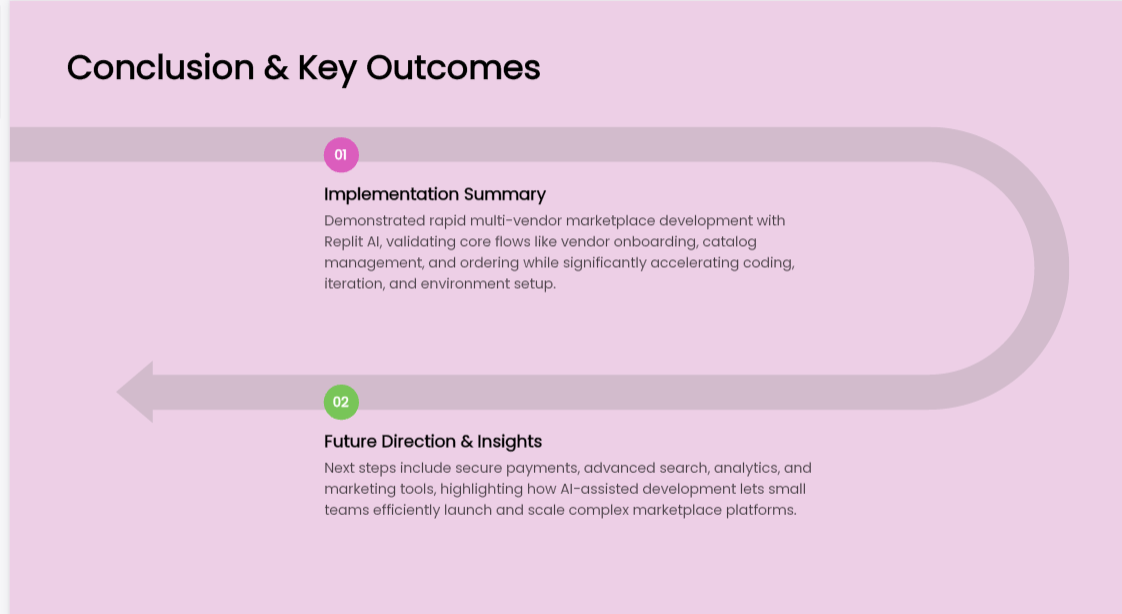 Conclusion & Key Outcomes
01
Implementation Summary
Demonstrated rapid multi-vendor marketplace development with
Replit AI, validating core flows like vendor onboarding, catalog
management, and ordering while significantly accelerating coding,
iteration, and environment setup.
02
Future Direction & Insights
Next steps include secure payments, advanced search, analytics, and
marketing tools, highlighting how AI-assisted development lets small
teams efficiently launch and scale complex marketplace platforms.